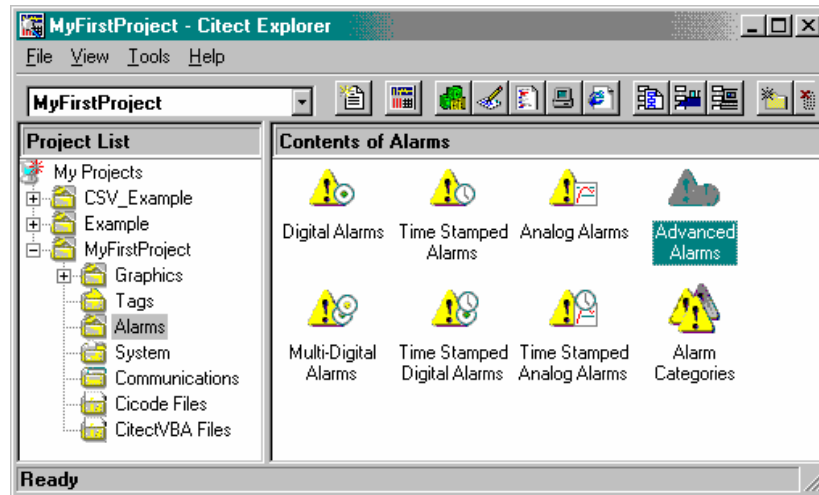 MyFirstProject - Citect Explorer
File View Tools Help
MyFirstProject
Project List
My Projects
CSV_Example
Example
MyFirstProject
Graphics
Tags
Alarms
System
Communications
Cicode Files
CitectVBA Files
Contents of Alarms
Digital Alarms
Time Stamped
Alarms
Analog Alarms
Advanced
Alarms
Multi-Digital
Alarms
Time Stamped
Digital Alarms
Time Stamped
Analog Alarms
Alarm
Categories
Ready